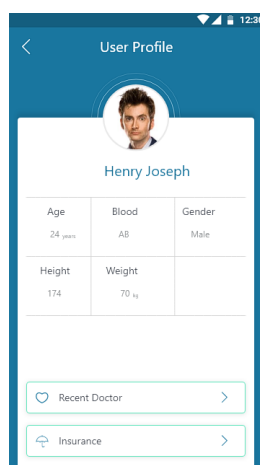 12:30
User Profile
Henry Joseph
Age Blood Gender
24 years AB Male
Height Weight
174 70 kg
Recent Doctor
Insurance